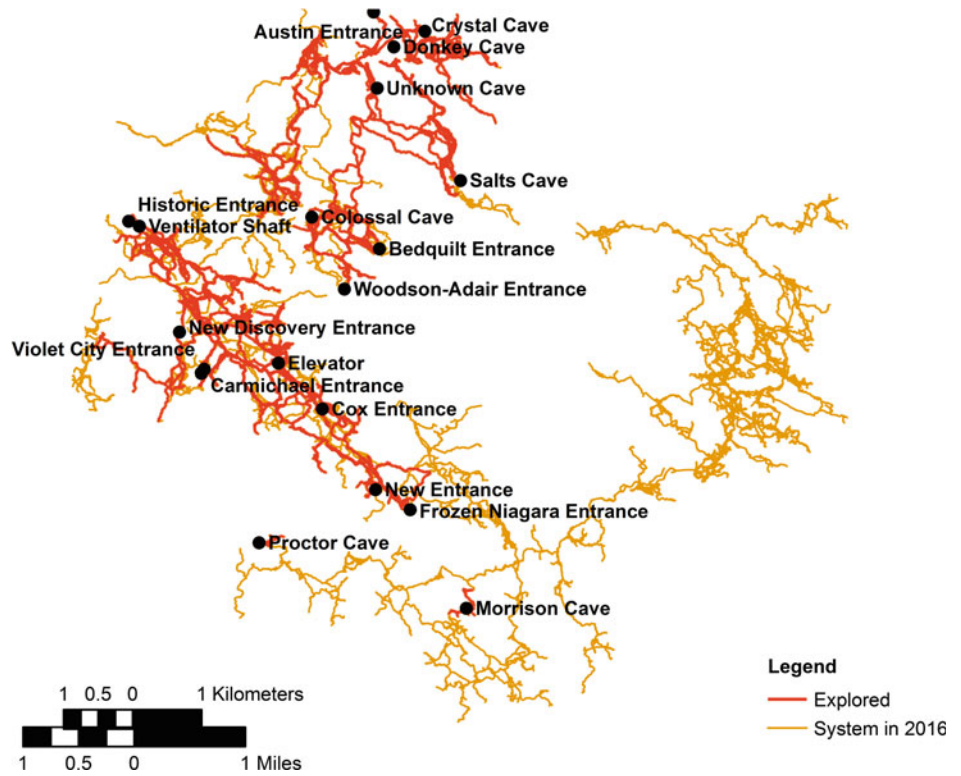 Crystal Cave
Austin Entrance
Donkey Cave
Unknown Cave
Salts Cave
Historic Entrance
Colossal Cave
Ventilator Shaft
Bedquilt Entrance
Woodson-Adair Entrance
New Discovery Entrance
Violet City Entrance
Elevator
Carmichael Entrance
Cox Entrance
New Entrance
Frozen Niagara Entrance
Proctor Cave
Morrison Cave
Legend
Explored
System in 2016
1 0.5 0 1 Kilometers
1 0.5 0 1 Miles